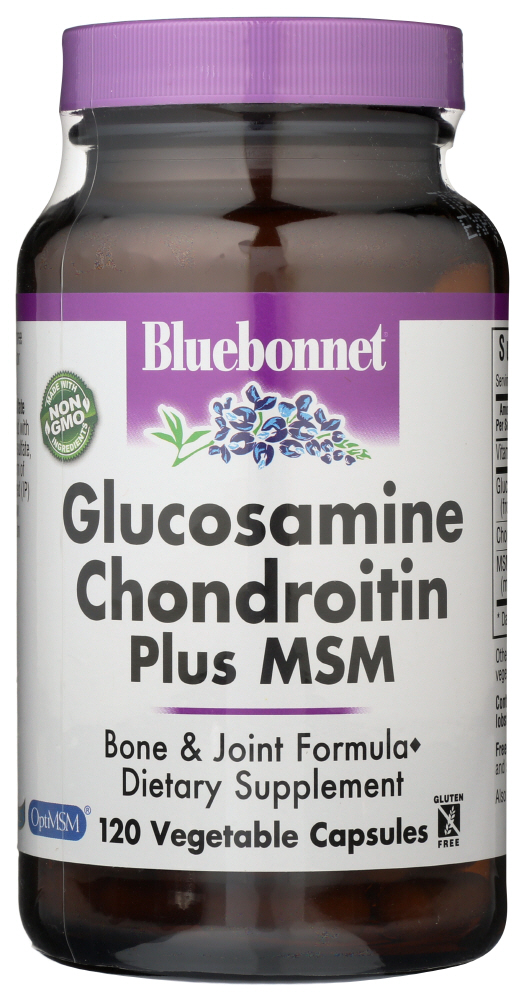 Bluebonnet
MADE WITH
NON
GMO
INGREDIENTS
Glucosamine
Chondroitin
Plus MSM
Bone & Joint Formula♦
Dietary Supplement
OptiMSM®
120 Vegetable Capsules
GLUTEN
FREE